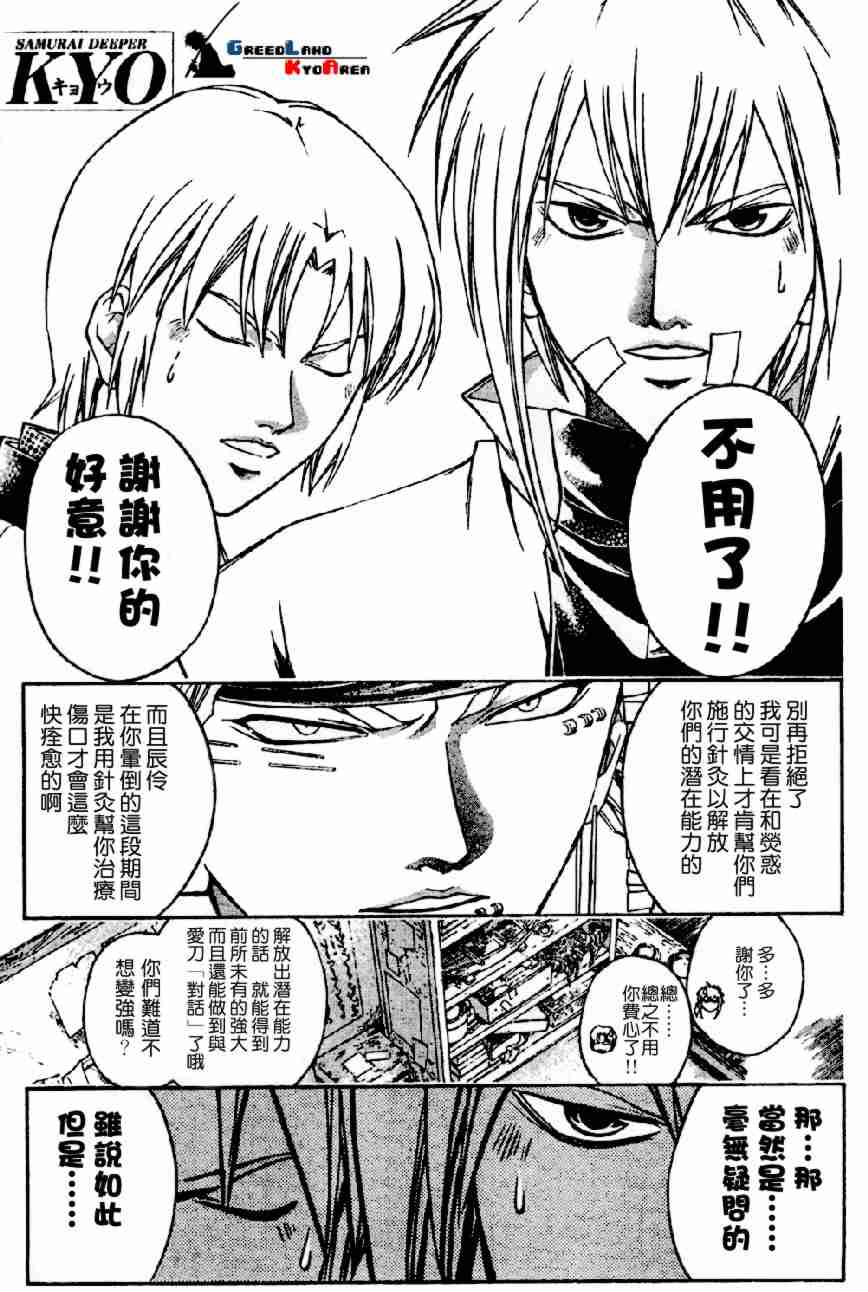 SAMURAI DEEPER
KYO
キョウ
GREEDLAND
KYOAREN
不用了!!
謝謝你的
好意!!
別再拒絕了
我可是看在和熒惑
的交情上才肯幫你們
施行針灸以解放
你們的潛在能力的
而且辰伶
在你暈倒的這段期間
是我用針灸幫你治療
傷口才會這麼
快痊愈的啊
多…多
謝你了…
總……
總之不用
你費心了!!
解放出潛在能力
的話 就能得到
前所未有的強大
而且還能做到與
愛刀「對話」了哦
你們難道不
想變強嗎?
那…那
當然是……
毫無疑問的
雖說如此
但是……